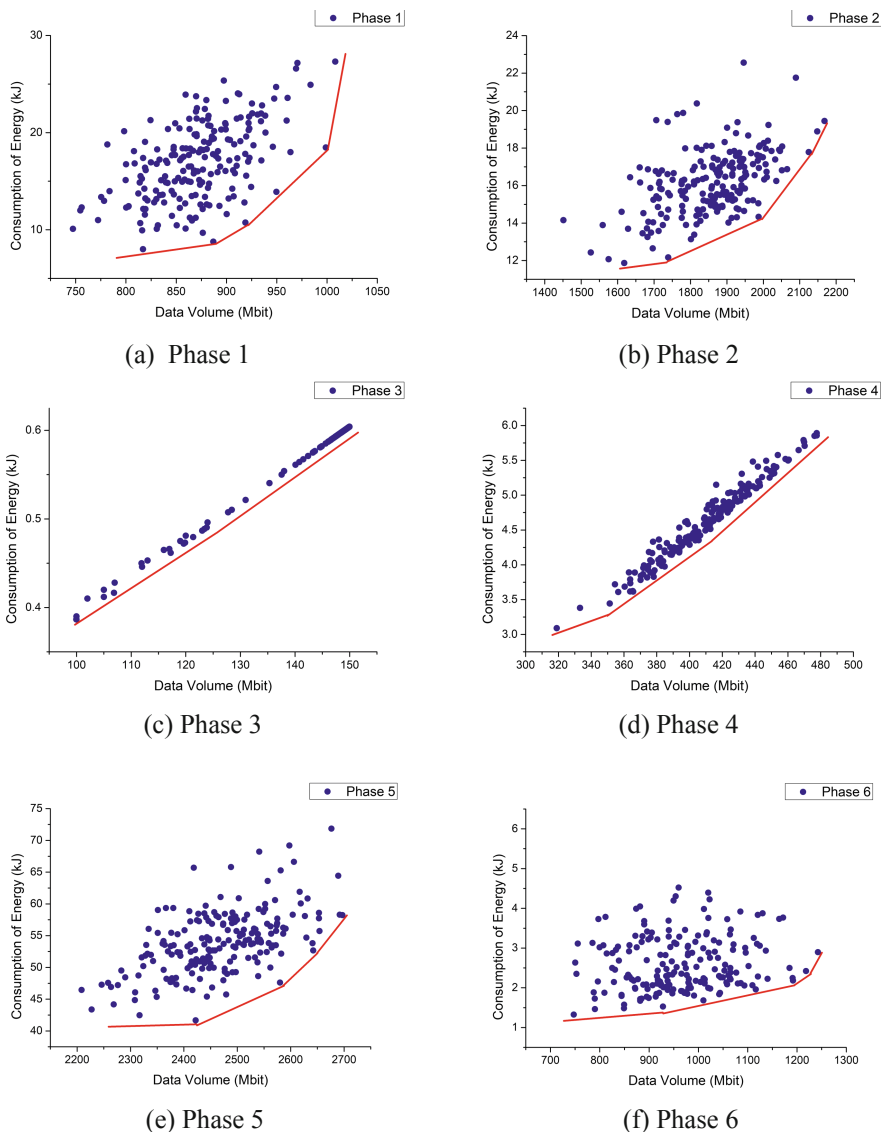 Phase 1
Consumption of Energy (kJ)
30
20
10
750 800 850 900 950 1000 1050
Data Volume (Mbit)
(a) Phase 1
Phase 2
Consumption of Energy (kJ)
24
22
20
18
16
14
12
1400 1500 1600 1700 1800 1900 2000 2100 2200
Data Volume (Mbit)
(b) Phase 2
Phase 3
Consumption of Energy (kJ)
0.6
0.5
0.4
100 110 120 130 140 150
Data Volume (Mbit)
(c) Phase 3
Phase 4
Consumption of Energy (kJ)
6.0
5.5
5.0
4.5
4.0
3.5
3.0
300 320 340 360 380 400 420 440 460 480 500
Data Volume (Mbit)
(d) Phase 4
Phase 5
Consumption of Energy (kJ)
75
70
65
60
55
50
45
40
2200 2300 2400 2500 2600 2700
Data Volume (Mbit)
(e) Phase 5
Phase 6
Consumption of Energy (kJ)
6
5
4
3
2
1
700 800 900 1000 1100 1200 1300
Data Volume (Mbit)
(f) Phase 6